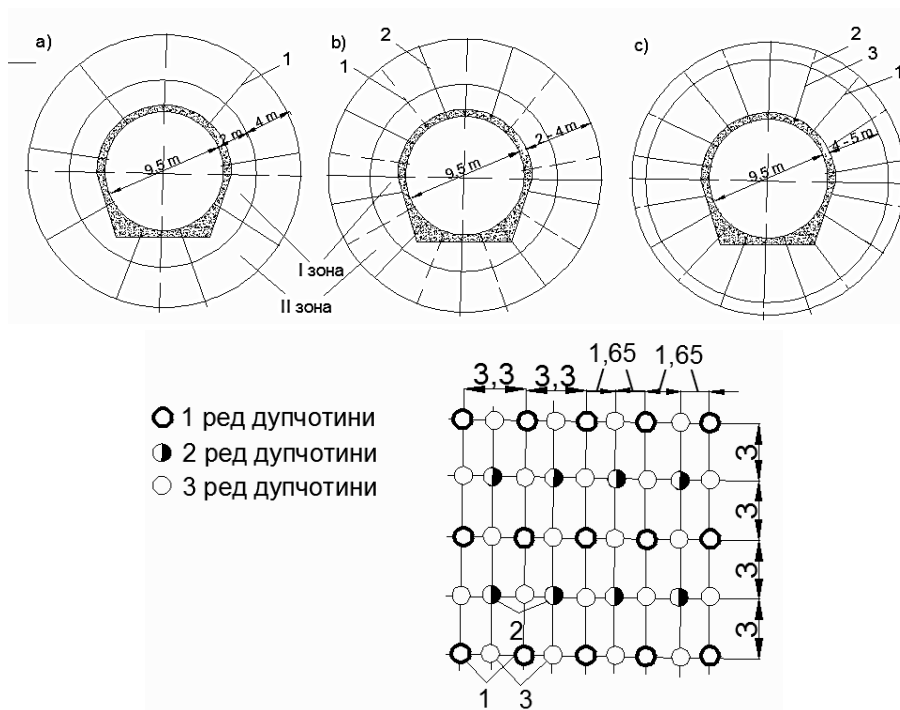 a)
1
2 m
4 m
9,5 m
b)
2
1
2 - 4 m
9,5 m
c)
2
3
1
4 - 5 m
9,5 m
I зона
II зона
1 ред дупчотини
2 ред дупчотини
3 ред дупчотини
3,3 3,3 1,65 1,65
3
3
3
3
2
1 3